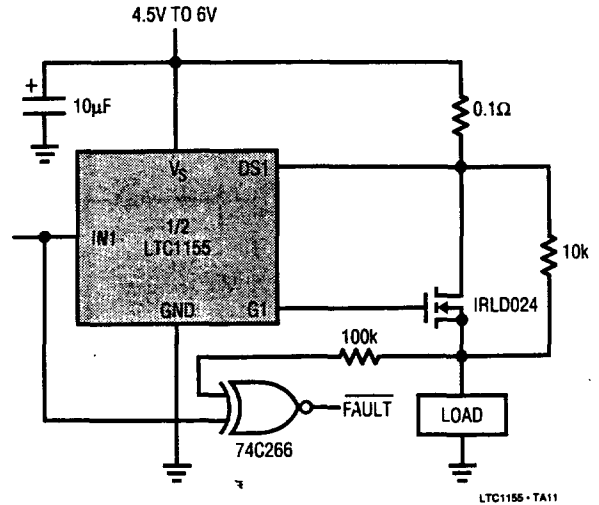 4.5V TO 6V
+
10µF
0.1Ω
VS
DS1
IN1
1/2
LTC1155
10k
GND
G1
IRLD024
100k
FAULT
LOAD
74C266
LTC1155 • TA11